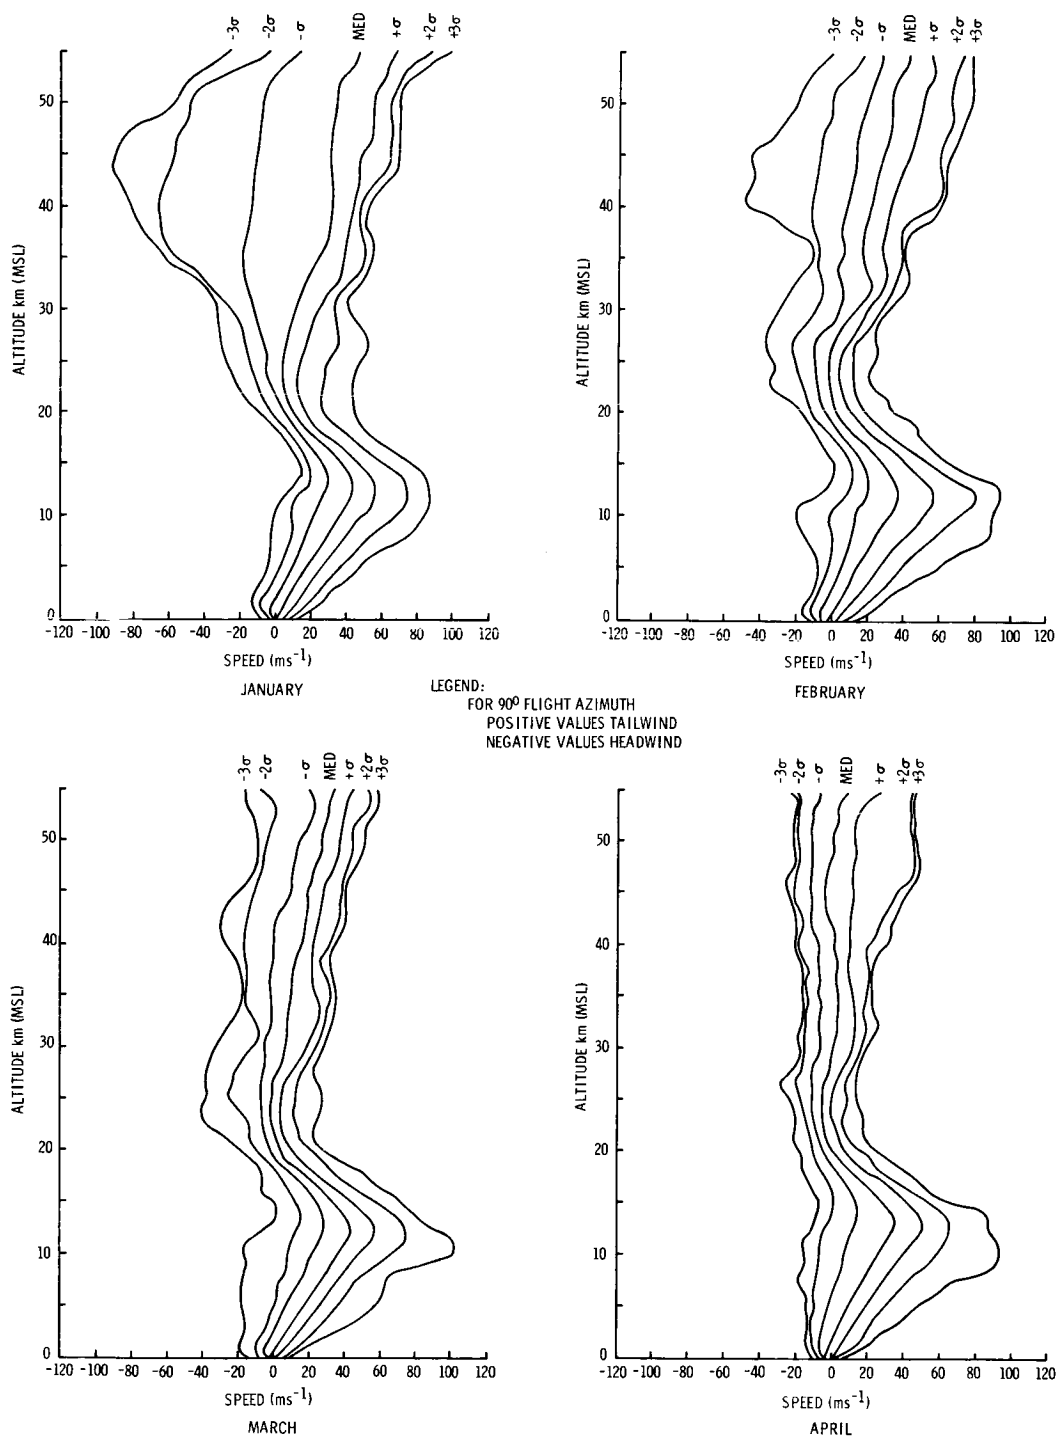 -3σ -2σ -σ MED +σ +2σ +3σ
50
40
30
20
10
0
ALTITUDE km (MSL)
-120 -100 -80 -60 -40 -20 0 20 40 60 80 100 120
SPEED (ms-1)
JANUARY
-3σ -2σ -σ MED +σ +2σ +3σ
50
40
30
20
10
0
ALTITUDE km (MSL)
-120 -100 -80 -60 -40 -20 0 20 40 60 80 100 120
SPEED (ms-1)
FEBRUARY
LEGEND:
FOR 90⁰ FLIGHT AZIMUTH
POSITIVE VALUES TAILWIND
NEGATIVE VALUES HEADWIND
-3σ -2σ -σ MED +σ +2σ +3σ
50
40
30
20
10
0
ALTITUDE km (MSL)
-120 -100 -80 -60 -40 -20 0 20 40 60 80 100 120
SPEED (ms-1)
MARCH
-3σ -2σ -σ MED +σ +2σ +3σ
50
40
30
20
10
0
ALTITUDE km (MSL)
-120 -100 -80 -60 -40 -20 0 20 40 60 80 100 120
SPEED (ms-1)
APRIL